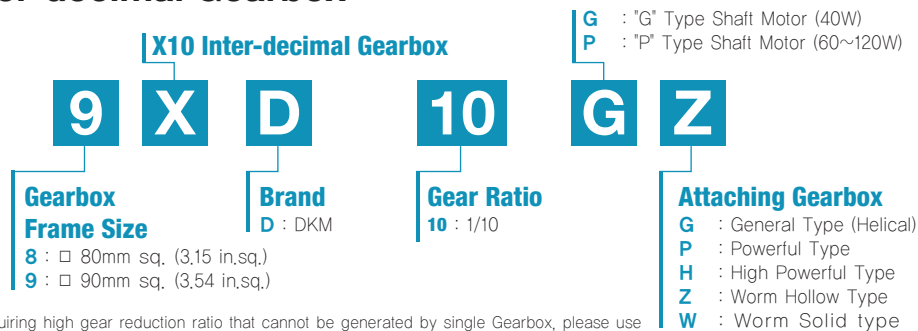 G : "G" Type Shaft Motor (40W)
P : "P" Type Shaft Motor (60~120W)
X10 Inter-decimal Gearbox
9 X D 10 G Z
Gearbox
Frame Size
8 : □ 80mm sq. (3.15 in.sq.)
9 : □ 90mm sq. (3.54 in.sq.)
Brand
D : DKM
Gear Ratio
10 : 1/10
Attaching Gearbox
G : General Type (Helical)
P : Powerful Type
H : High Powerful Type
Z : Worm Hollow Type
W : Worm Solid type
high gear reduction ratio that cannot be generated by single Gearbox, please use